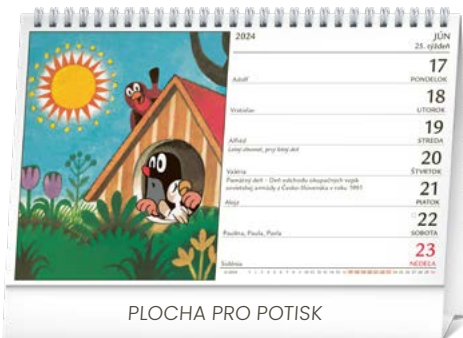 2024 JÚN
25. týždeň
17
Adolf PONDELOK
18
Vratislav UTOROK
19
Alfréd STREDA
Letný slnovrat, prvý letný deň
20
Valéria ŠTVRTOK
Pamätný deň – Deň odchodu okupačných vojsk
sovietskej armády z Česko-Slovenska v roku 1991
21
Alojz PIATOK
22
Paulína, Paula, Pavla SOBOTA
23
Sidónia NEDEĽA
PLOCHA PRO POTISK